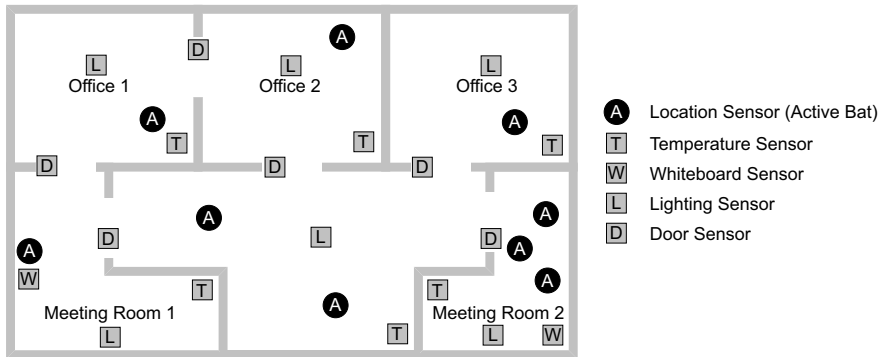 A
D
L
L
L
Office 1
Office 2
Office 3
A
A
T
T
T
D
D
D
A
A
A
L
D
D
A
A
W
A
T
T
Meeting Room 1
A
Meeting Room 2
L
T
L
W
A Location Sensor (Active Bat)
T Temperature Sensor
W Whiteboard Sensor
L Lighting Sensor
D Door Sensor